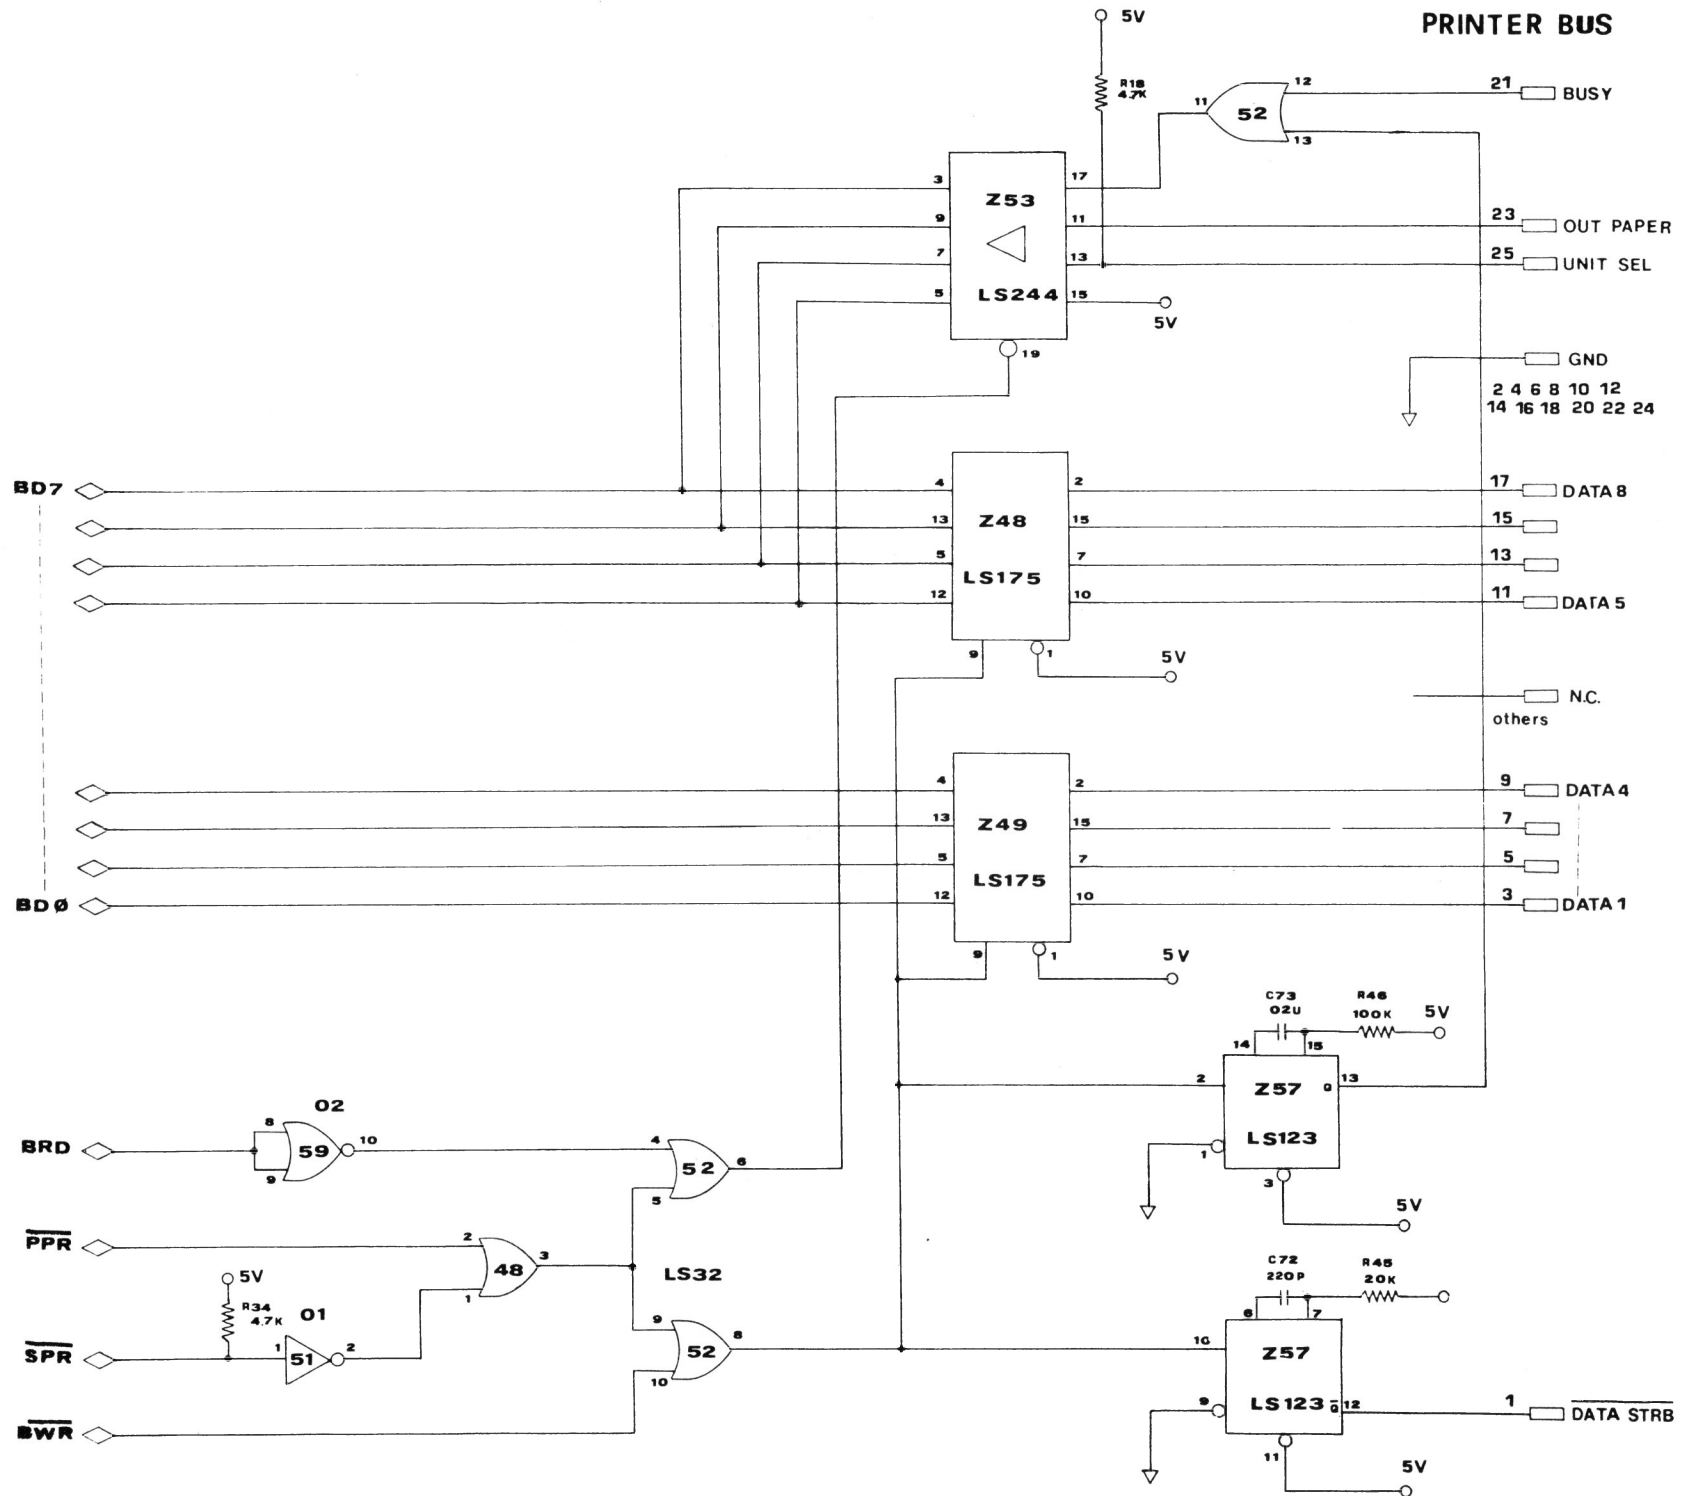 PRINTER BUS
5V
R18
4.7K
11
52
12
13
21
BUSY
3
9
7
5
Z53
LS244
17
11
13
15
19
5V
23
OUT PAPER
25
UNIT SEL
GND
2 4 6 8 10 12
14 16 18 20 22 24
BD7
4
13
5
12
Z48
LS175
2
15
7
10
9
1
5V
17
DATA 8
15
13
11
DATA 5
N.C.
others
4
13
5
12
Z49
LS175
2
15
7
10
9
1
5V
9
DATA 4
7
5
3
DATA 1
BDØ
C73
02U
R46
100K
5V
14
15
2
Z57
Q
13
LS123
1
3
5V
BRD
02
8
9
59
10
4
5
52
6
PPR
2
1
48
3
LS32
5V
R34
4.7K
01
SPR
1
51
2
9
10
52
8
BWR
C72
220P
R45
20K
6
7
10
Z57
LS123
Q
12
9
11
5V
1
DATA STRB